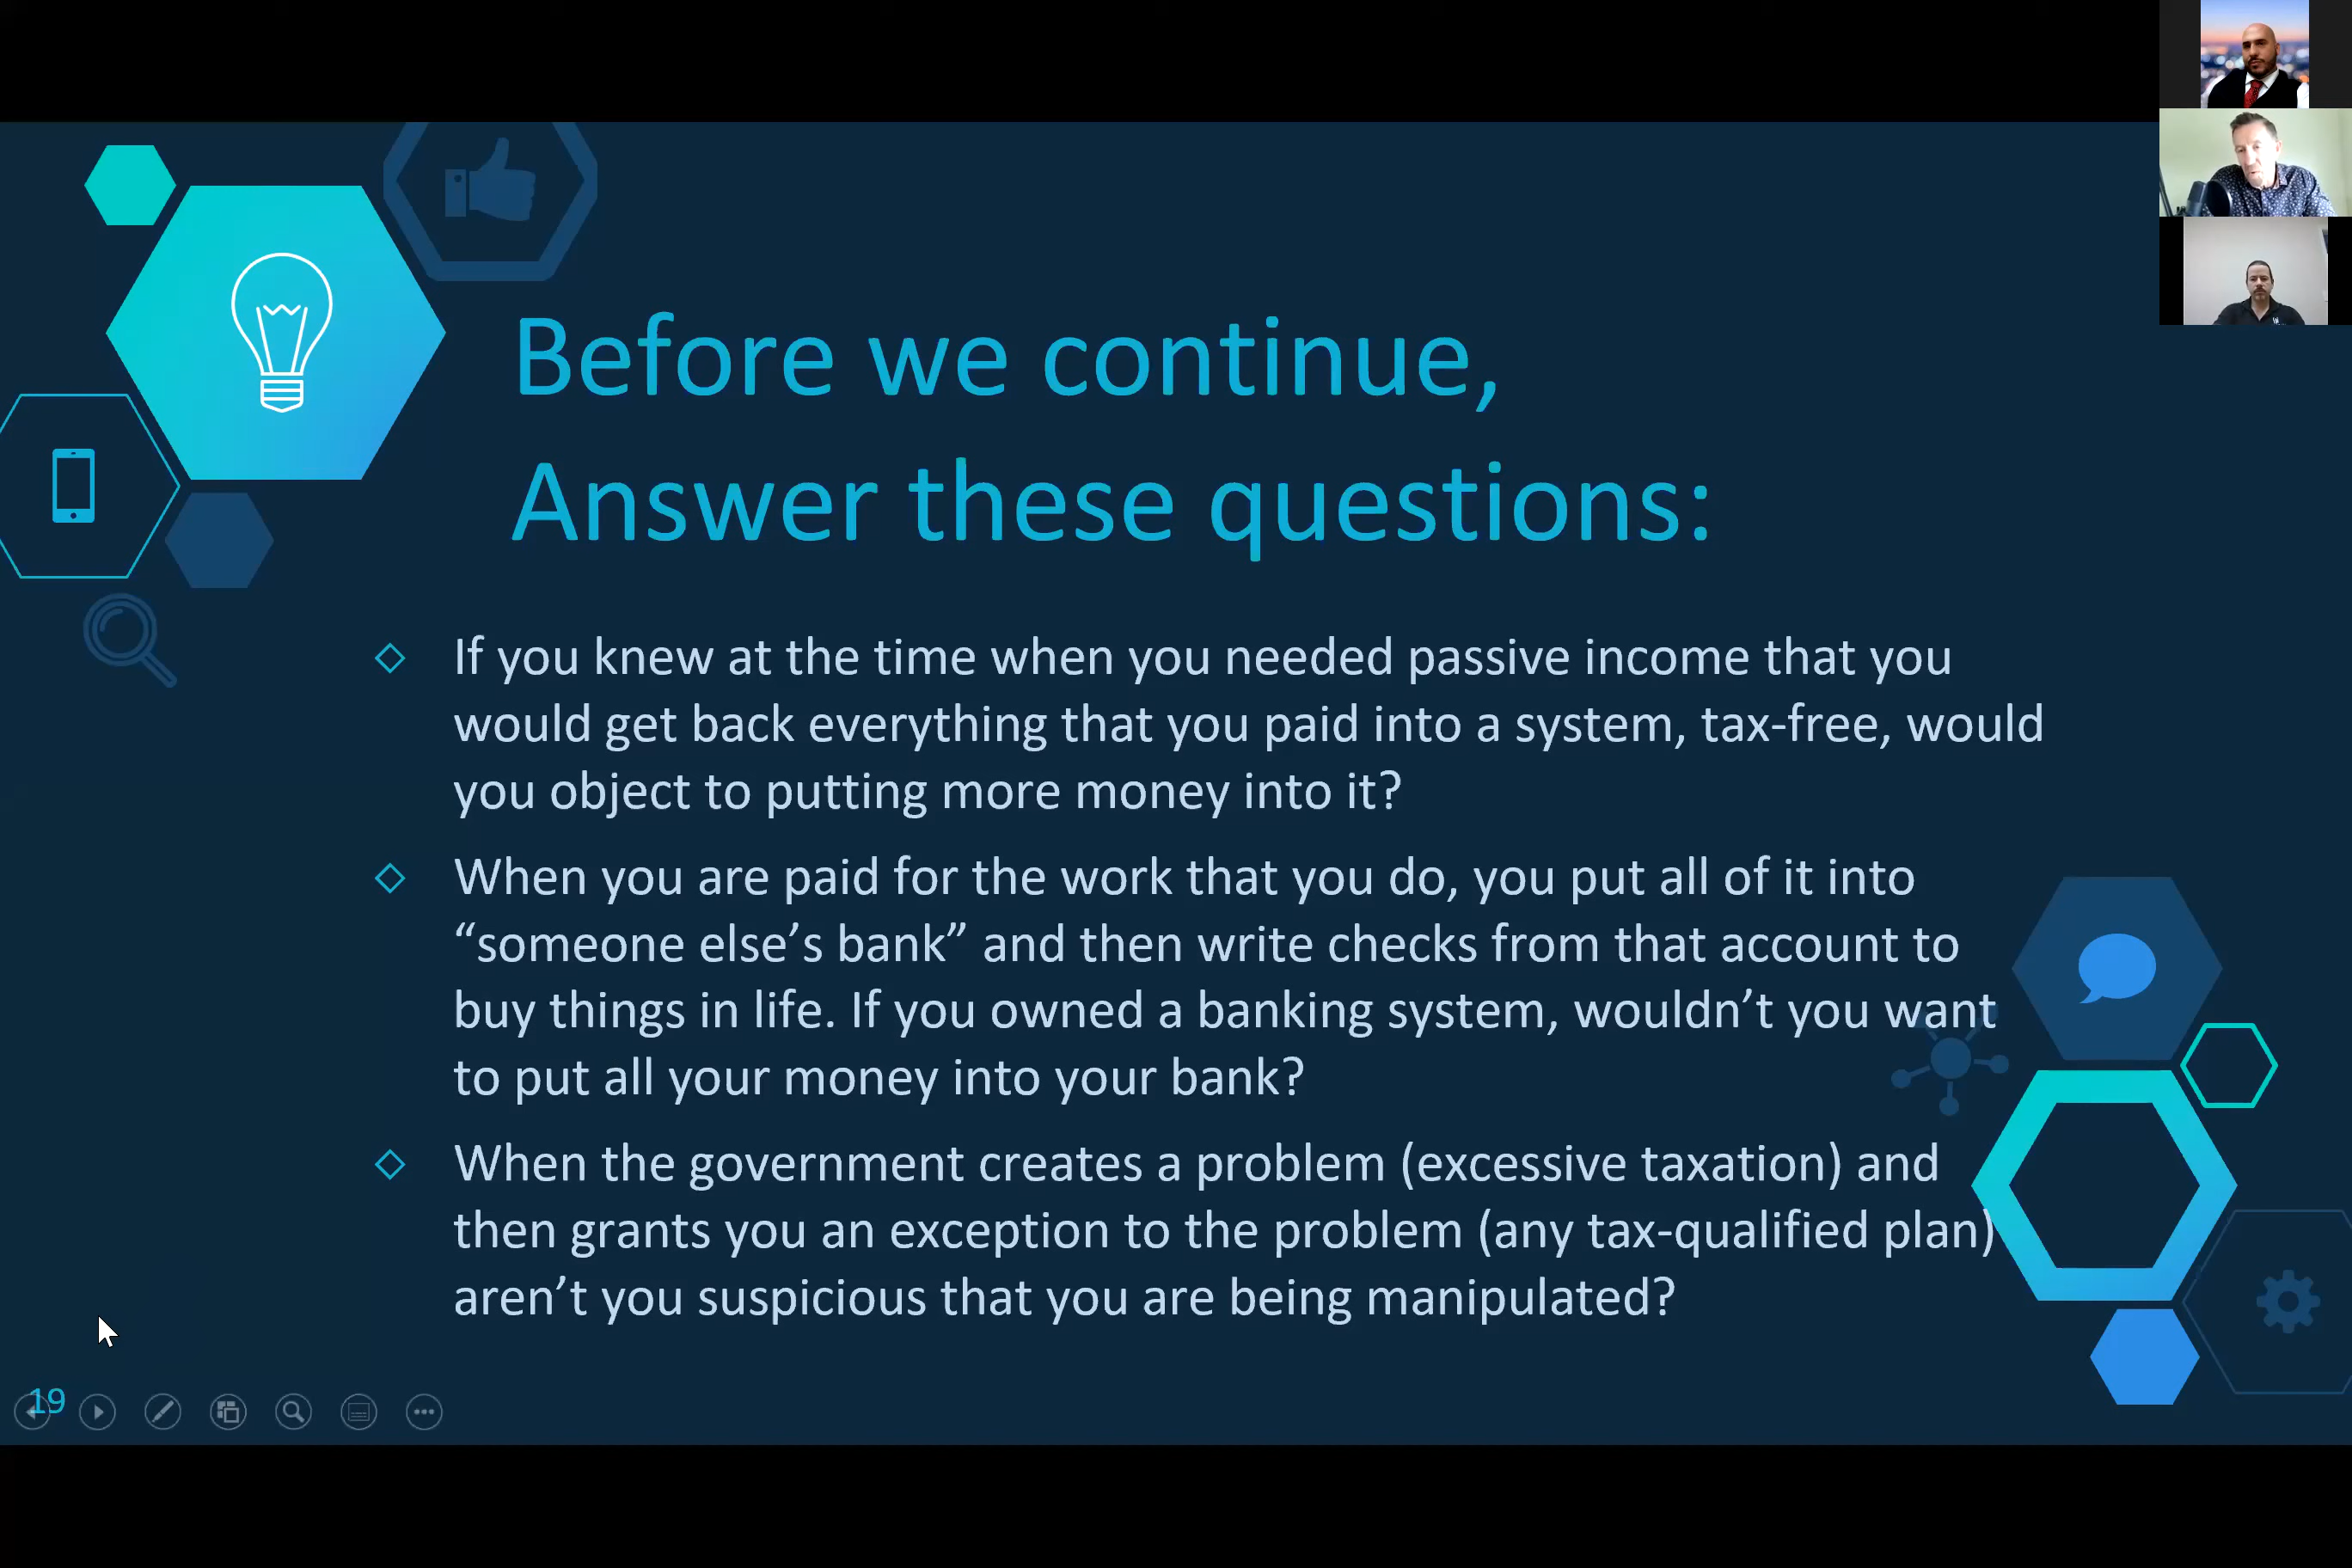 Before we continue,
Answer these questions:
If you knew at the time when you needed passive income that you
would get back everything that you paid into a system, tax-free, would
you object to putting more money into it?
When you are paid for the work that you do, you put all of it into
“someone else’s bank” and then write checks from that account to
buy things in life. If you owned a banking system, wouldn’t you want
to put all your money into your bank?
When the government creates a problem (excessive taxation) and
then grants you an exception to the problem (any tax-qualified plan)
aren’t you suspicious that you are being manipulated?
19